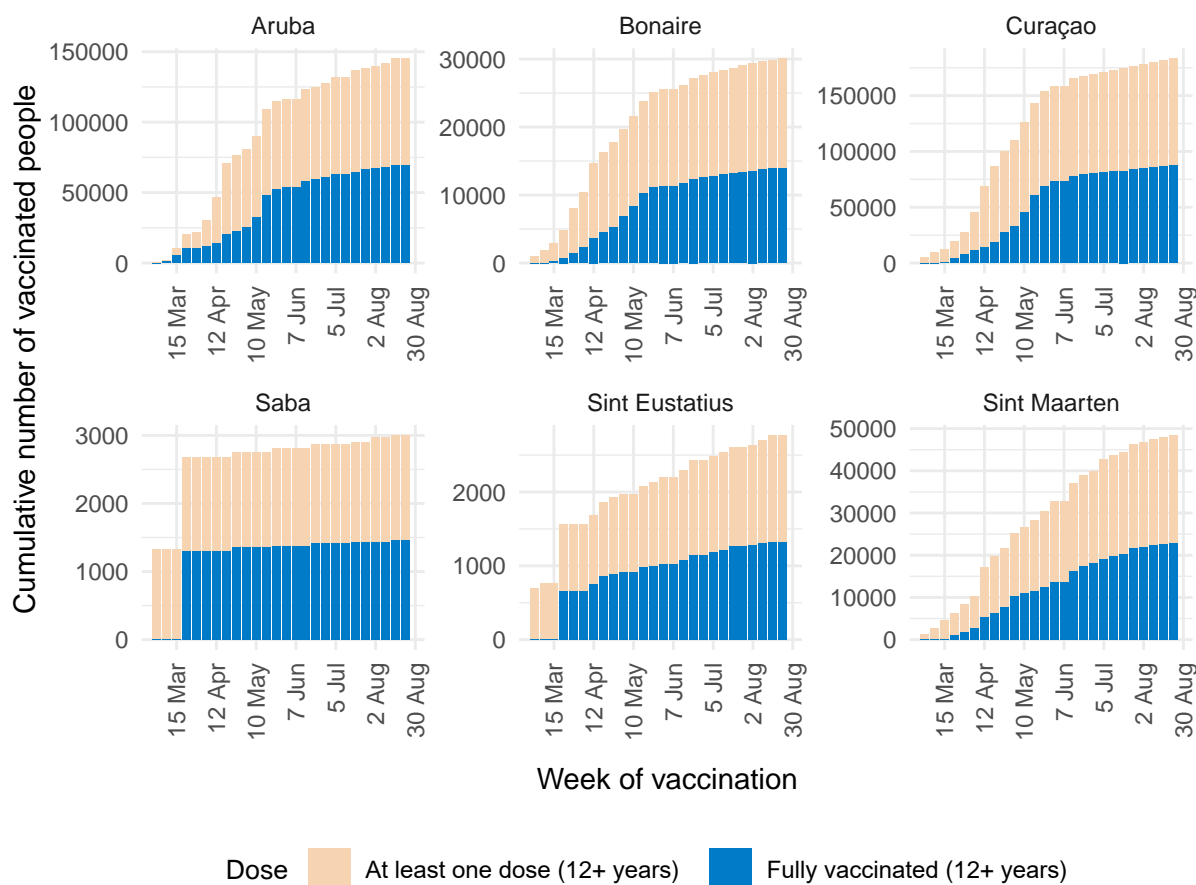 Aruba
Bonaire
Curaçao
Cumulative number of vaccinated people
150000
100000
50000
0
15 Mar
12 Apr
10 May
7 Jun
5 Jul
2 Aug
30 Aug
30000
20000
10000
0
15 Mar
12 Apr
10 May
7 Jun
5 Jul
2 Aug
30 Aug
150000
100000
50000
0
15 Mar
12 Apr
10 May
7 Jun
5 Jul
2 Aug
30 Aug
Saba
Sint Eustatius
Sint Maarten
3000
2000
1000
0
15 Mar
12 Apr
10 May
7 Jun
5 Jul
2 Aug
30 Aug
2000
1000
0
15 Mar
12 Apr
10 May
7 Jun
5 Jul
2 Aug
30 Aug
50000
40000
30000
20000
10000
0
15 Mar
12 Apr
10 May
7 Jun
5 Jul
2 Aug
30 Aug
Week of vaccination
Dose At least one dose (12+ years) Fully vaccinated (12+ years)